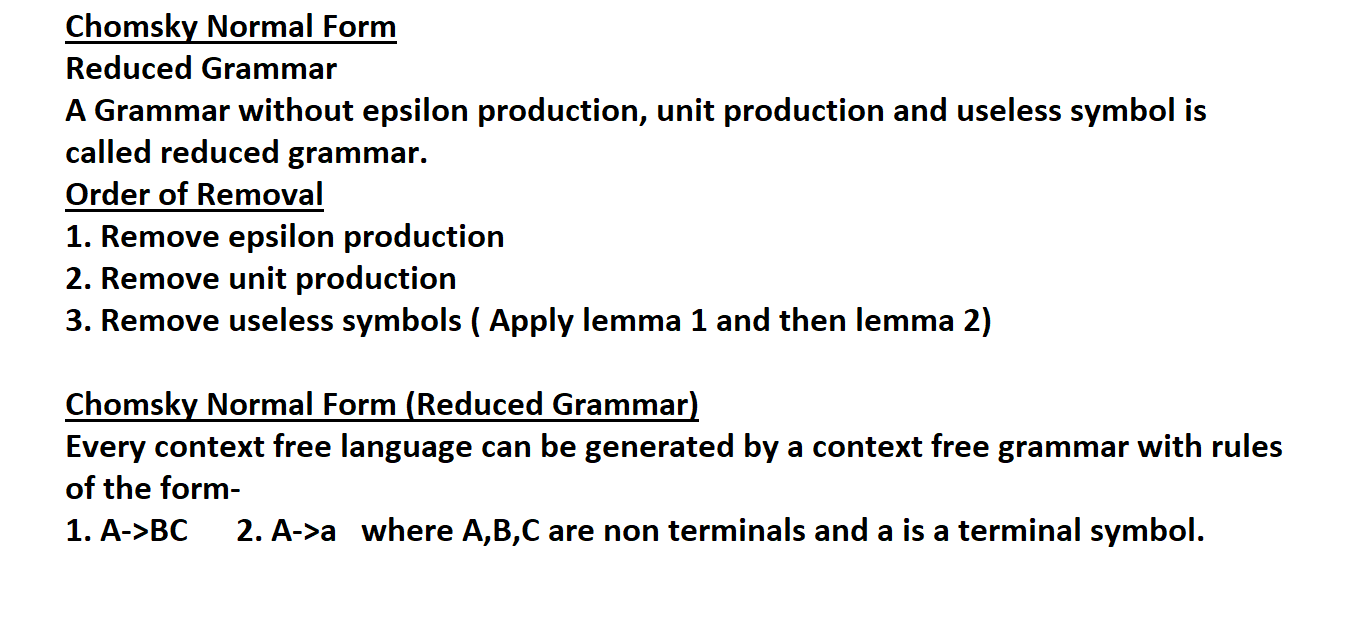 Chomsky Normal Form
Reduced Grammar
A Grammar without epsilon production, unit production and useless symbol is
called reduced grammar.
Order of Removal
1. Remove epsilon production
2. Remove unit production
3. Remove useless symbols ( Apply lemma 1 and then lemma 2)
Chomsky Normal Form (Reduced Grammar)
Every context free language can be generated by a context free grammar with rules
of the form-
1. A->BC 2. A->a where A,B,C are non terminals and a is a terminal symbol.